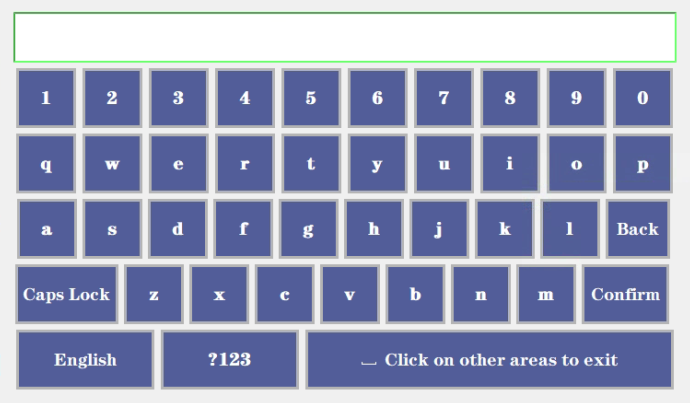 1 2 3 4 5 6 7 8 9 0
q w e r t y u i o p
a s d f g h j k l Back
Caps Lock z x c v b n m Confirm
English ?123 ⎵ Click on other areas to exit